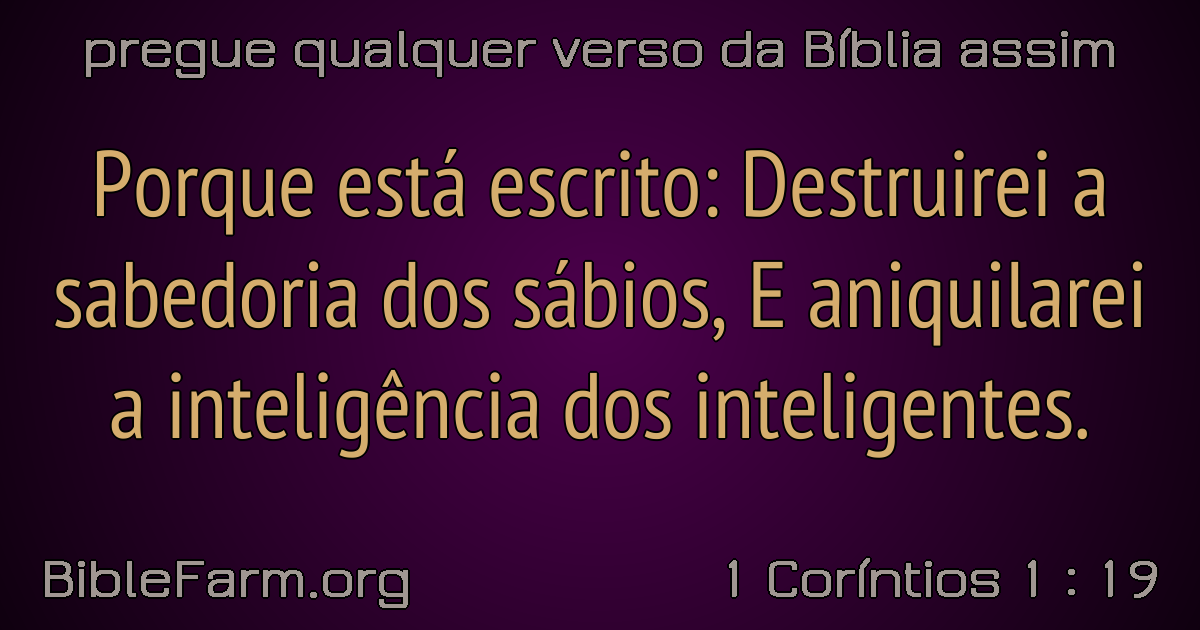 pregue qualquer verso da Bíblia assim
Porque está escrito: Destruirei a
sabedoria dos sábios, E aniquilarei
a inteligência dos inteligentes.
BibleFarm.org
1 Coríntios 1 : 19